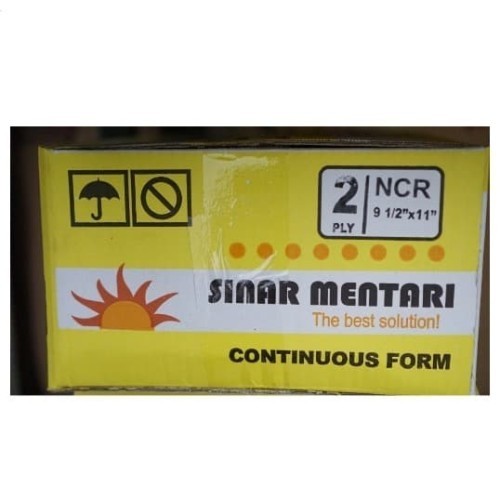 2 PLY NCR
9 1/2"x11"
SINAR MENTARI
The best solution!
CONTINUOUS FORM